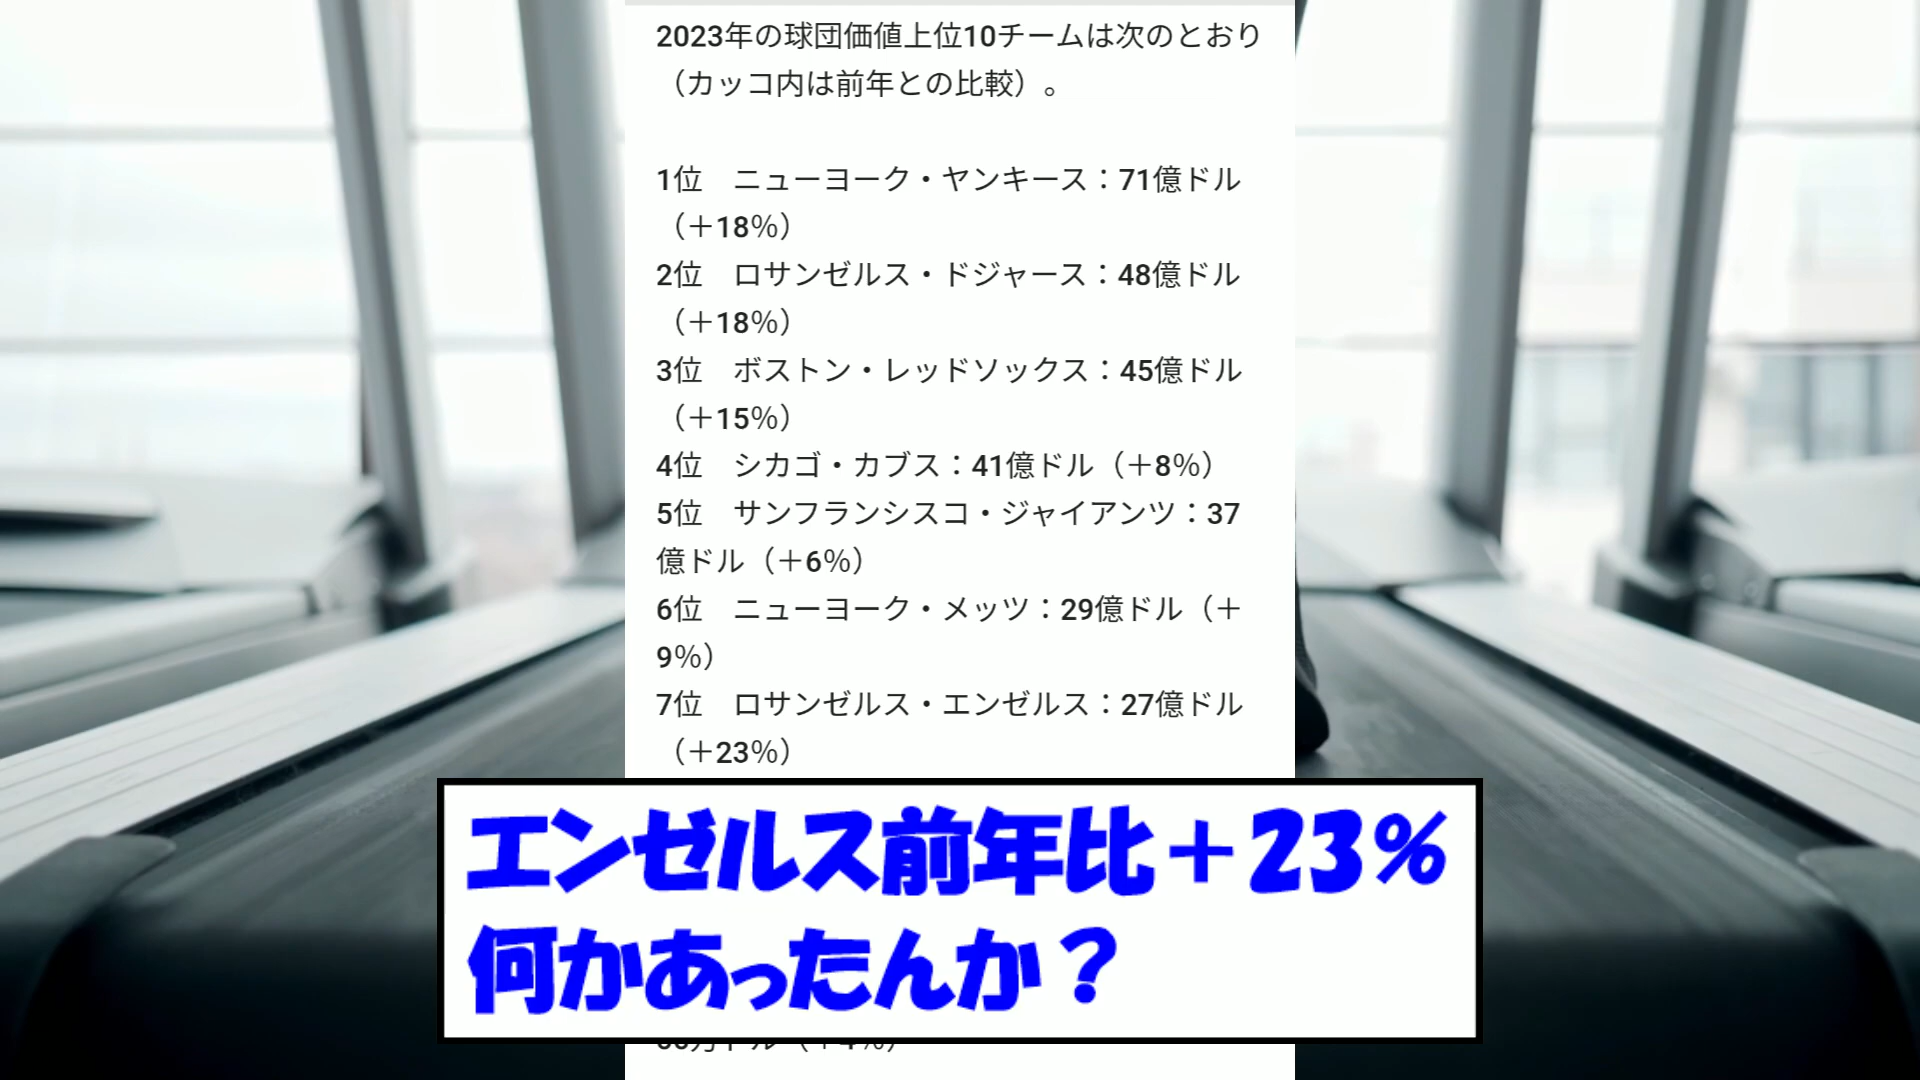 2023年の球団価値上位10チームは次のとおり
（カッコ内は前年との比較）。
1位　ニューヨーク・ヤンキース：71億ドル
（＋18％）
2位　ロサンゼルス・ドジャース：48億ドル
（＋18％）
3位　ボストン・レッドソックス：45億ドル
（＋15％）
4位　シカゴ・カブス：41億ドル（＋8％）
5位　サンフランシスコ・ジャイアンツ：37
億ドル（＋6％）
6位　ニューヨーク・メッツ：29億ドル（＋
9％）
7位　ロサンゼルス・エンゼルス：27億ドル
（＋23％）
エンゼルス前年比＋23％
何かあったんか？